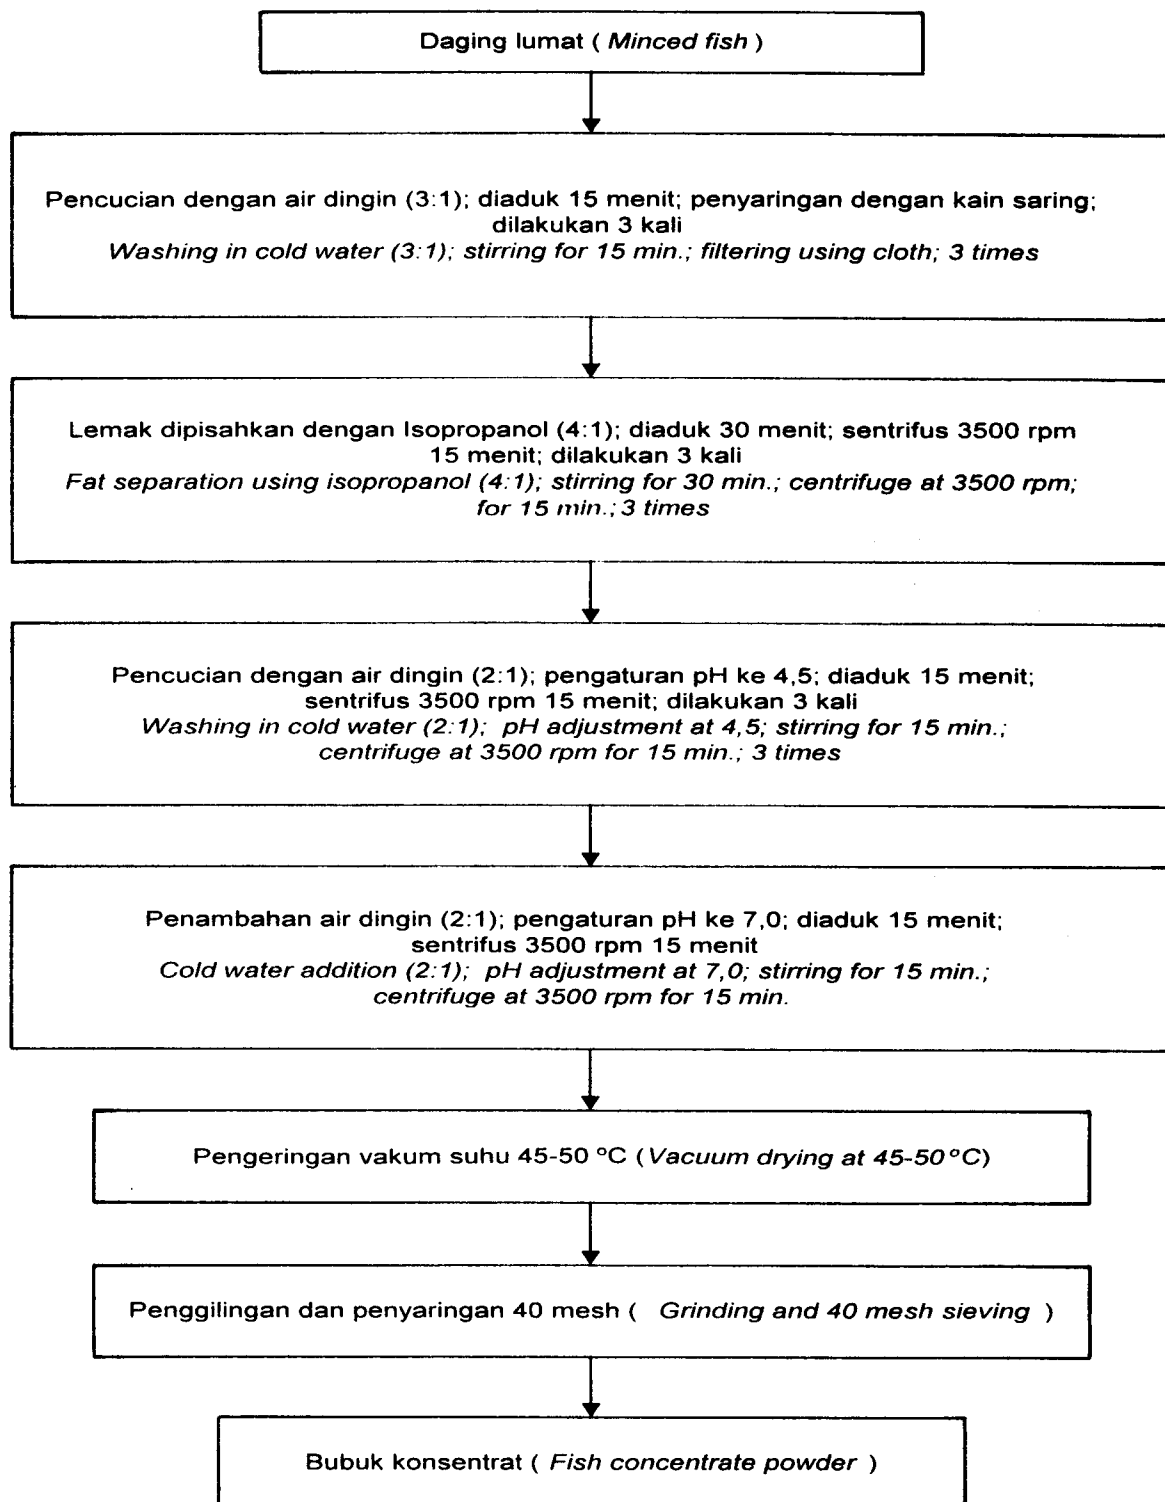 Daging lumat ( Minced fish )
Pencucian dengan air dingin (3:1); diaduk 15 menit; penyaringan dengan kain saring;
dilakukan 3 kali
Washing in cold water (3:1); stirring for 15 min.; filtering using cloth; 3 times
Lemak dipisahkan dengan Isopropanol (4:1); diaduk 30 menit; sentrifus 3500 rpm
15 menit; dilakukan 3 kali
Fat separation using isopropanol (4:1); stirring for 30 min.; centrifuge at 3500 rpm;
for 15 min.; 3 times
Pencucian dengan air dingin (2:1); pengaturan pH ke 4,5; diaduk 15 menit;
sentrifus 3500 rpm 15 menit; dilakukan 3 kali
Washing in cold water (2:1); pH adjustment at 4,5; stirring for 15 min.;
centrifuge at 3500 rpm for 15 min.; 3 times
Penambahan air dingin (2:1); pengaturan pH ke 7,0; diaduk 15 menit;
sentrifus 3500 rpm 15 menit
Cold water addition (2:1); pH adjustment at 7,0; stirring for 15 min.;
centrifuge at 3500 rpm for 15 min.
Pengeringan vakum suhu 45-50 °C (Vacuum drying at 45-50°C)
Penggilingan dan penyaringan 40 mesh ( Grinding and 40 mesh sieving )
Bubuk konsentrat ( Fish concentrate powder )